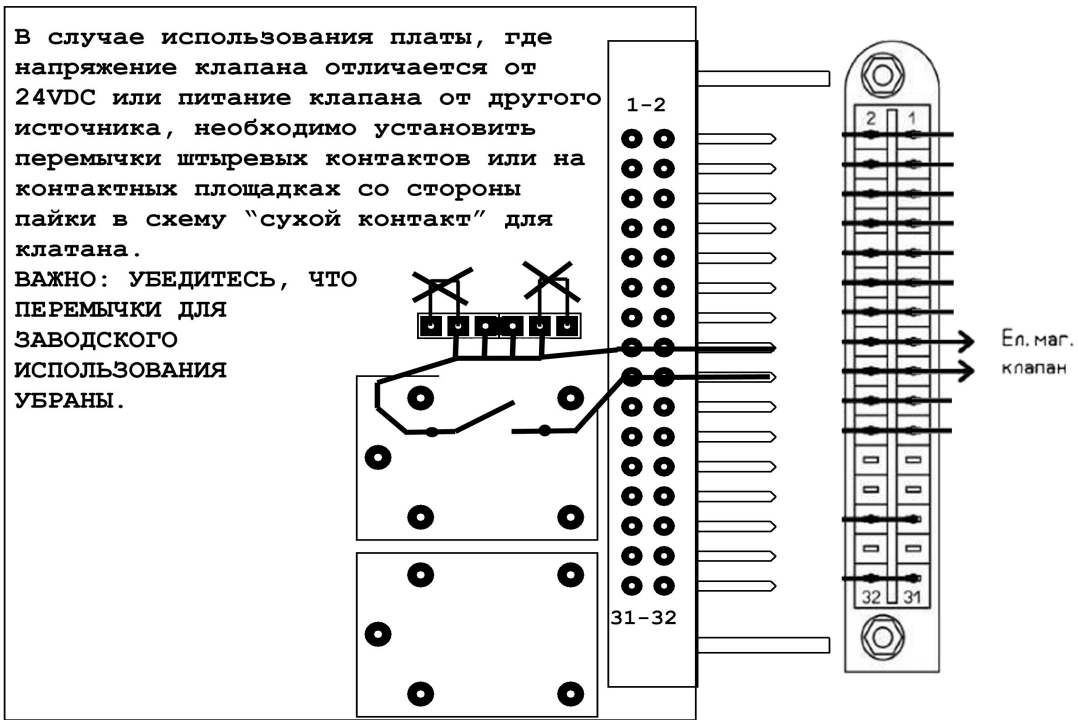 В случае использования платы, где
напряжение клапана отличается от
24VDC или питание клапана от другого
источника, необходимо установить
перемычки штыревых контактов или на
контактных площадках со стороны
пайки в схему “сухой контакт” для
клатана.
ВАЖНО: УБЕДИТЕСЬ, ЧТО
ПЕРЕМЫЧКИ ДЛЯ
ЗАВОДСКОГО
ИСПОЛЬЗОВАНИЯ
УБРАНЫ.
1-2
31-32
2 1
32 31
Ел. маг.
клапан